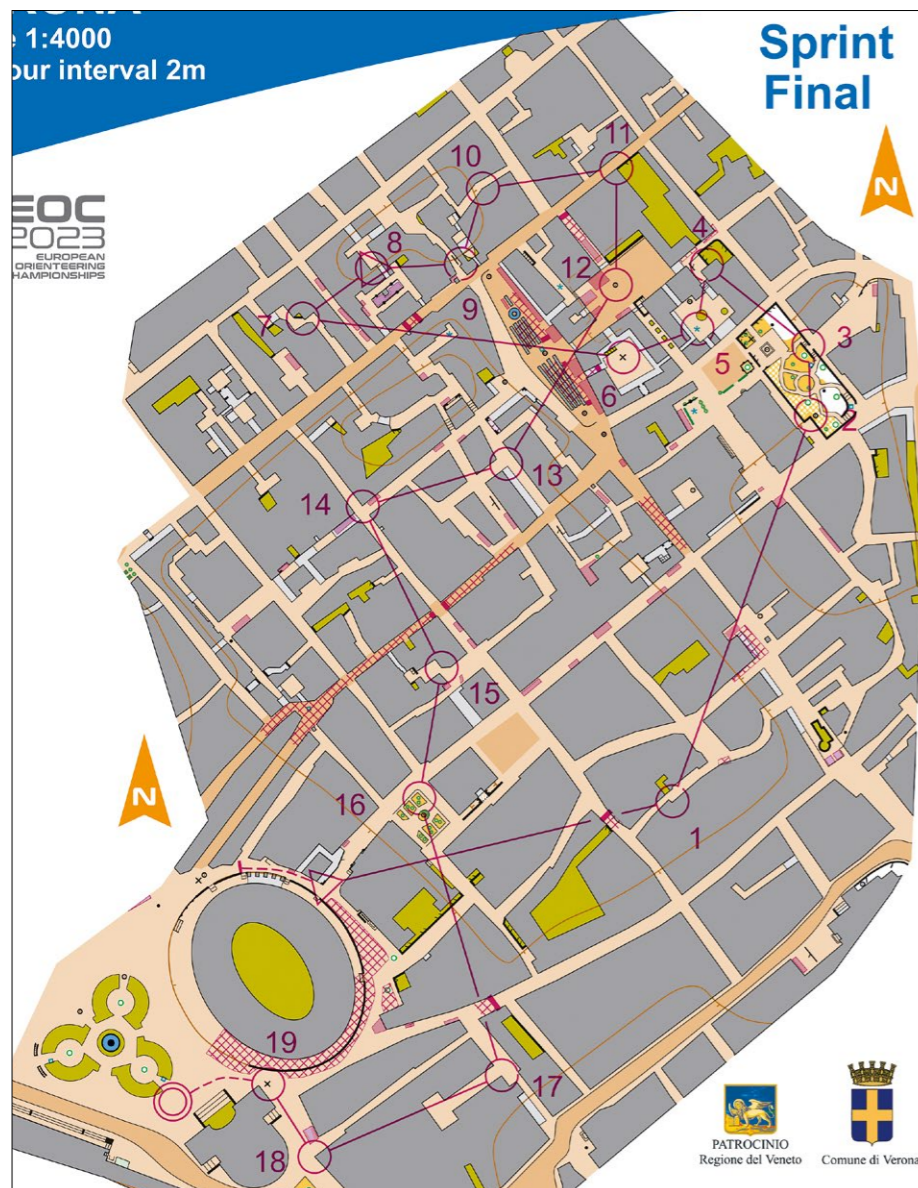 e 1:4000
our interval 2m
Sprint
Final
EOC
2023
EUROPEAN
ORIENTEERING
CHAMPIONSHIPS
N
11
10
4
8
12
3
7
9
5
6
2
13
14
15
16
N
1
19
17
18
PATROCINIO
Regione del Veneto
Comune di Verona